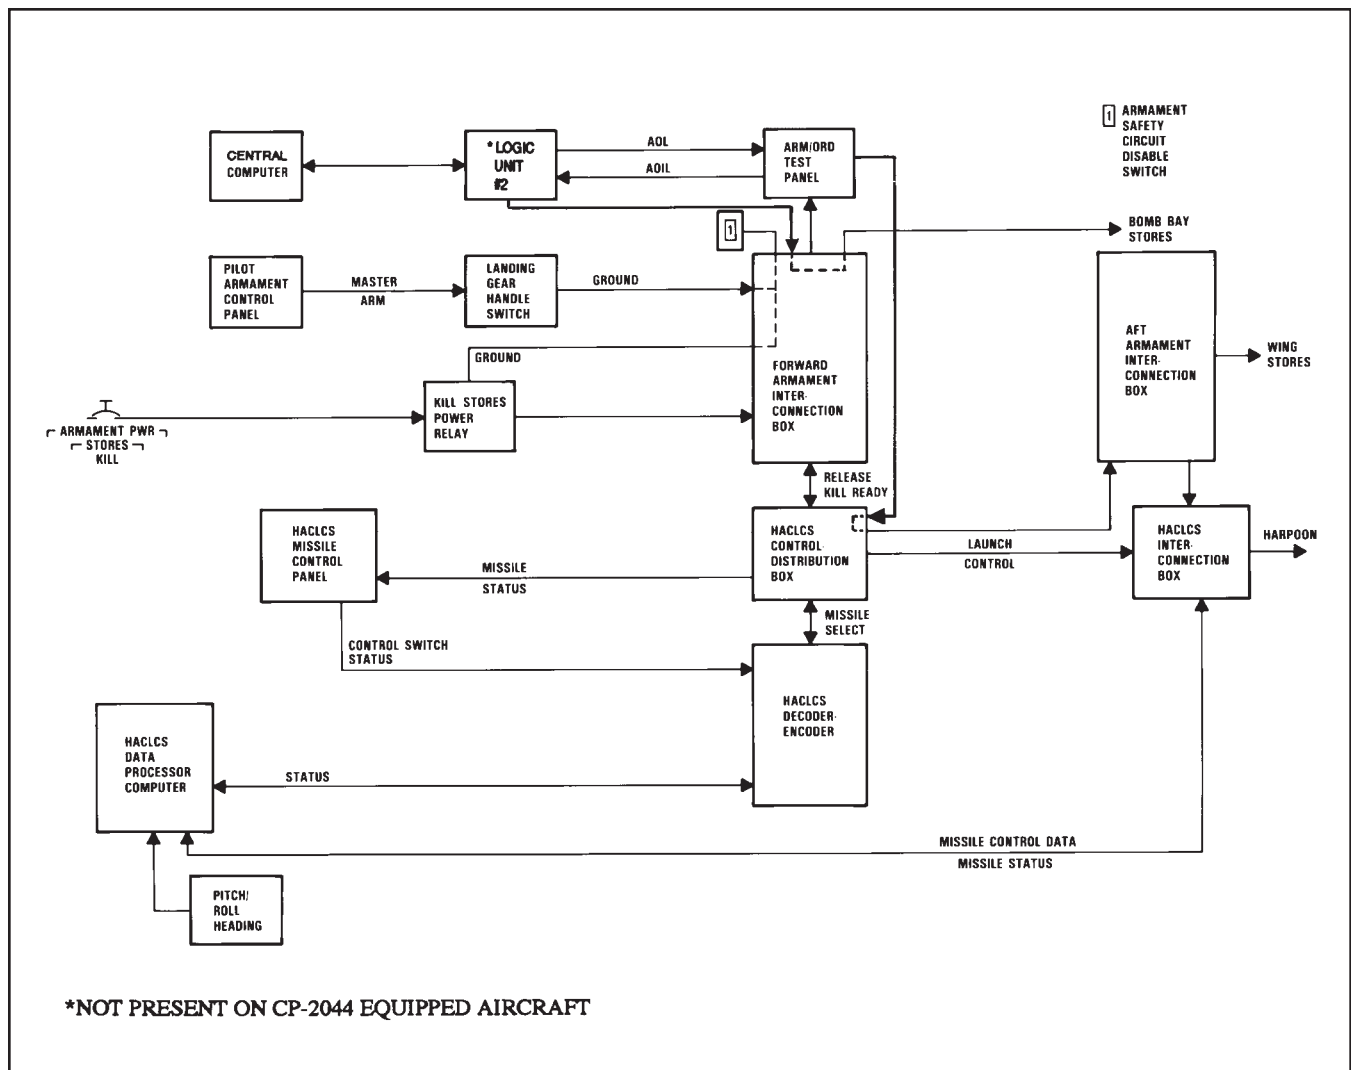 1 ARMAMENT
SAFETY
CIRCUIT
DISABLE
SWITCH
CENTRAL
COMPUTER
*LOGIC
UNIT
#2
AOL
AOIL
ARM/ORD
TEST
PANEL
1
BOMB BAY
STORES
PILOT
ARMAMENT
CONTROL
PANEL
MASTER
ARM
LANDING
GEAR
HANDLE
SWITCH
GROUND
GROUND
FORWARD
ARMAMENT
INTER-
CONNECTION
BOX
AFT
ARMAMENT
INTER-
CONNECTION
BOX
WING
STORES
ARMAMENT PWR
STORES
KILL
KILL STORES
POWER
RELAY
RELEASE
KILL READY
HACLCS
MISSILE
CONTROL
PANEL
MISSILE
STATUS
HACLCS
CONTROL
DISTRIBUTION
BOX
LAUNCH
CONTROL
HACLCS
INTER-
CONNECTION
BOX
HARPOON
MISSILE
SELECT
CONTROL SWITCH
STATUS
HACLCS
DECODER-
ENCODER
HACLCS
DATA
PROCESSOR
COMPUTER
STATUS
MISSILE CONTROL DATA
MISSILE STATUS
PITCH/
ROLL
HEADING
*NOT PRESENT ON CP-2044 EQUIPPED AIRCRAFT